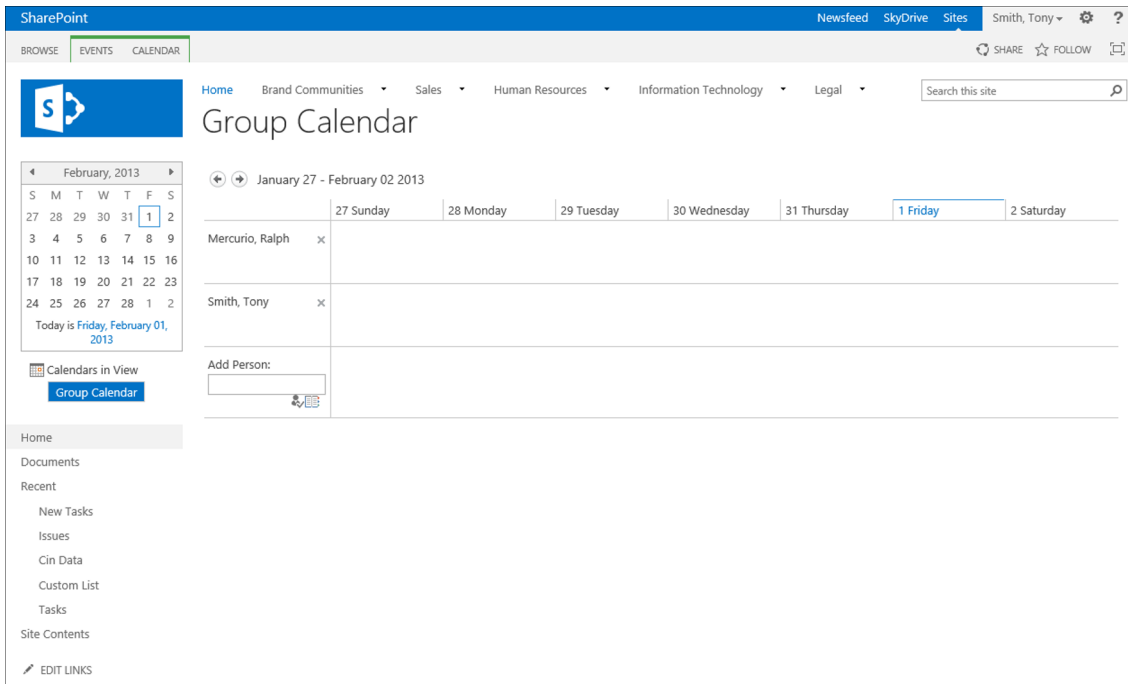 SharePoint
Newsfeed SkyDrive Sites Smith, Tony ?
BROWSE EVENTS CALENDAR
SHARE FOLLOW
S
Home Brand Communities Sales Human Resources Information Technology Legal
Search this site
Group Calendar
February, 2013
S M T W T F S
27 28 29 30 31 1 2
3 4 5 6 7 8 9
10 11 12 13 14 15 16
17 18 19 20 21 22 23
24 25 26 27 28 1 2
Today is Friday, February 01,
2013
Calendars in View
Group Calendar
January 27 - February 02 2013
27 Sunday 28 Monday 29 Tuesday 30 Wednesday 31 Thursday 1 Friday 2 Saturday
Mercurio, Ralph
Smith, Tony
Add Person:
Home
Documents
Recent
New Tasks
Issues
Cin Data
Custom List
Tasks
Site Contents
EDIT LINKS